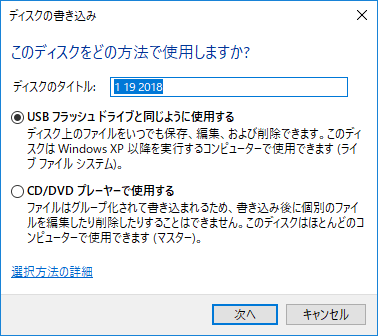 ディスクの書き込み
このディスクをどの方法で使用しますか?
ディスクのタイトル: 1 19 2018
USB フラッシュ ドライブと同じように使用する
ディスク上のファイルをいつでも保存、編集、および削除できます。このディ
スクは Windows XP 以降を実行するコンピューターで使用できます (ライ
ブ ファイル システム)。
CD/DVD プレーヤーで使用する
ファイルはグループ化されて書き込まれるため、書き込み後に個別のファイ
ルを編集したり削除したりすることはできません。このディスクはほとんどのコ
ンピューターで使用できます (マスター)。
選択方法の詳細
次へ キャンセル